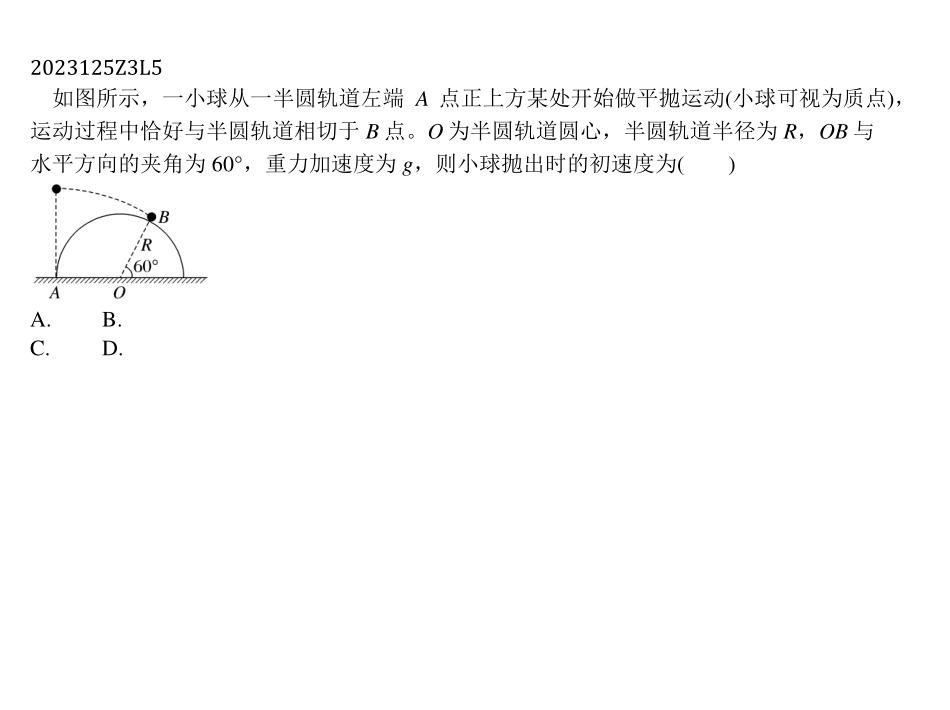 2023125Z3L5
如图所示，一小球从一半圆轨道左端 A 点正上方某处开始做平抛运动(小球可视为质点)，
运动过程中恰好与半圆轨道相切于 B 点。O 为半圆轨道圆心，半圆轨道半径为 R，OB 与
水平方向的夹角为 60°，重力加速度为 g，则小球抛出时的初速度为(　　)
B
R
60°
A O
A. B.
C. D.